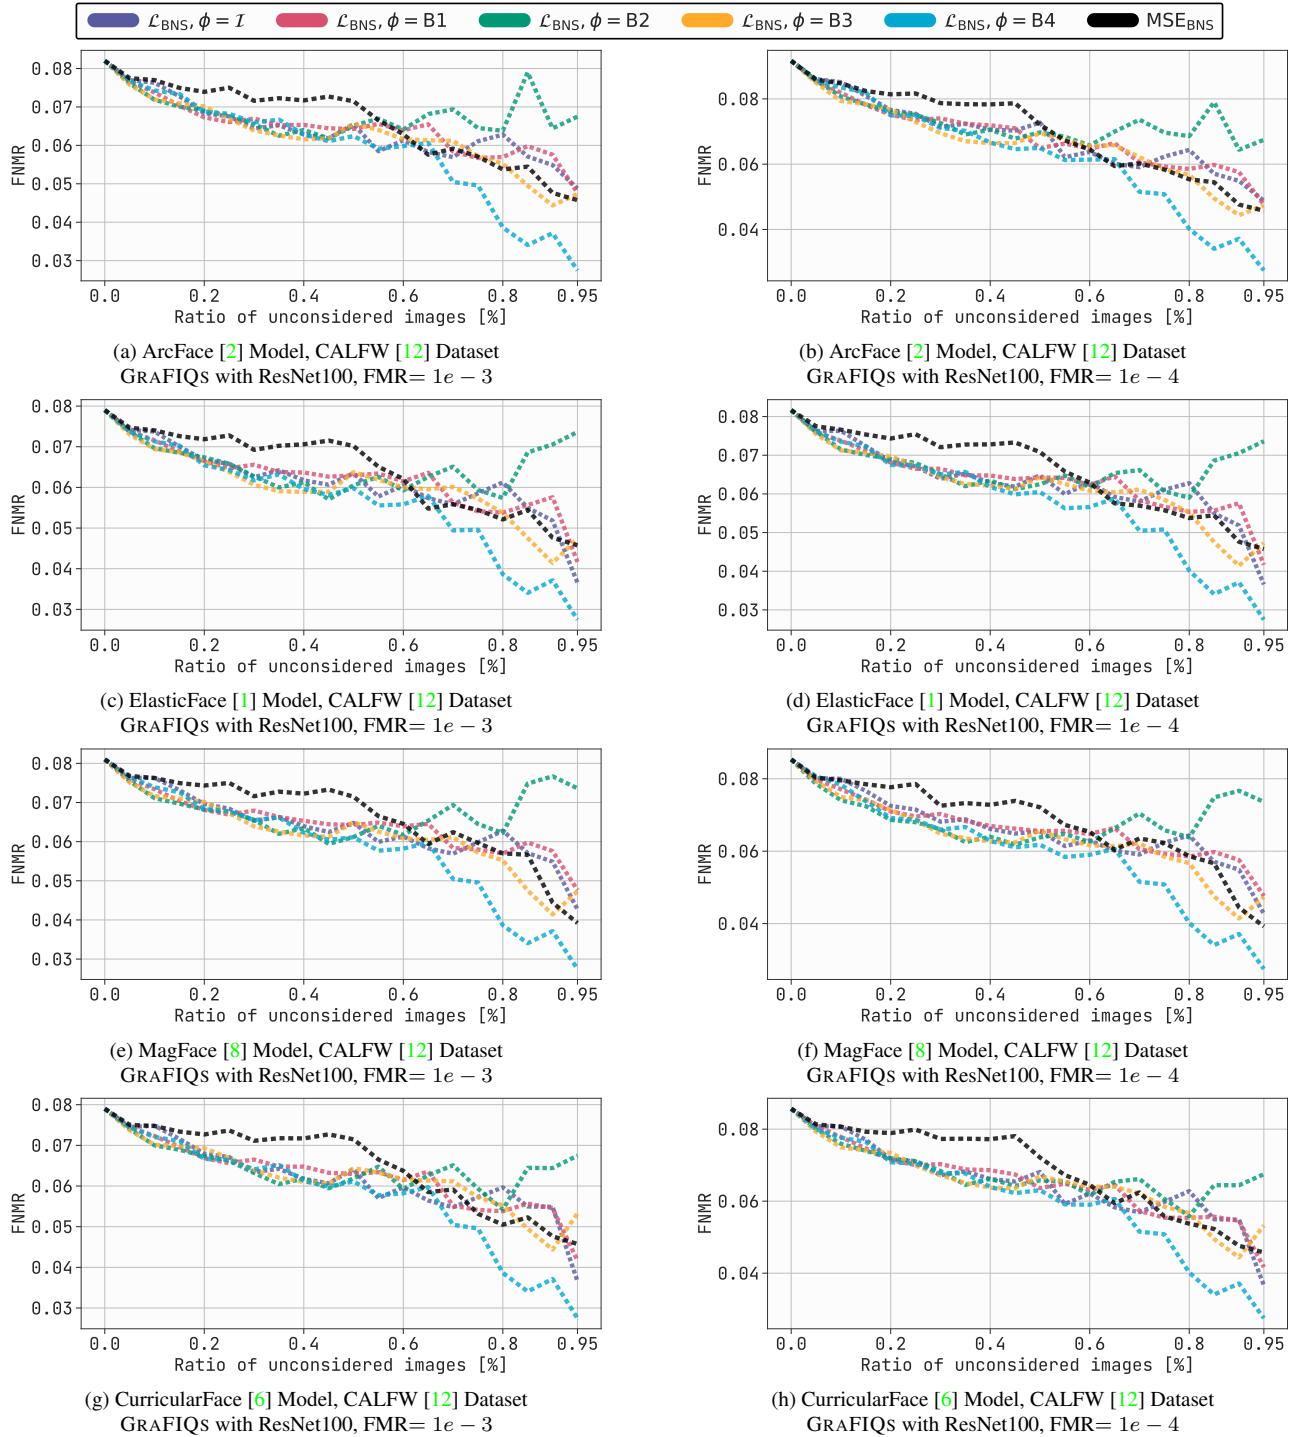 ℒ_BNS, ϕ = ℐ   ℒ_BNS, ϕ = B1   ℒ_BNS, ϕ = B2   ℒ_BNS, ϕ = B3   ℒ_BNS, ϕ = B4   MSE_BNS
0.08
0.07
0.06
0.05
0.04
0.03
FNMR
0.0 0.2 0.4 0.6 0.8 0.95
Ratio of unconsidered images [%]
(a) ArcFace [2] Model, CALFW [12] Dataset
GRAFIQS with ResNet100, FMR= 1e − 3
0.08
0.06
0.04
FNMR
0.0 0.2 0.4 0.6 0.8 0.95
Ratio of unconsidered images [%]
(b) ArcFace [2] Model, CALFW [12] Dataset
GRAFIQS with ResNet100, FMR= 1e − 4
0.08
0.07
0.06
0.05
0.04
0.03
FNMR
0.0 0.2 0.4 0.6 0.8 0.95
Ratio of unconsidered images [%]
(c) ElasticFace [1] Model, CALFW [12] Dataset
GRAFIQS with ResNet100, FMR= 1e − 3
0.08
0.07
0.06
0.05
0.04
0.03
FNMR
0.0 0.2 0.4 0.6 0.8 0.95
Ratio of unconsidered images [%]
(d) ElasticFace [1] Model, CALFW [12] Dataset
GRAFIQS with ResNet100, FMR= 1e − 4
0.08
0.07
0.06
0.05
0.04
0.03
FNMR
0.0 0.2 0.4 0.6 0.8 0.95
Ratio of unconsidered images [%]
(e) MagFace [8] Model, CALFW [12] Dataset
GRAFIQS with ResNet100, FMR= 1e − 3
0.08
0.06
0.04
FNMR
0.0 0.2 0.4 0.6 0.8 0.95
Ratio of unconsidered images [%]
(f) MagFace [8] Model, CALFW [12] Dataset
GRAFIQS with ResNet100, FMR= 1e − 4
0.08
0.07
0.06
0.05
0.04
0.03
FNMR
0.0 0.2 0.4 0.6 0.8 0.95
Ratio of unconsidered images [%]
(g) CurricularFace [6] Model, CALFW [12] Dataset
GRAFIQS with ResNet100, FMR= 1e − 3
0.08
0.06
0.04
FNMR
0.0 0.2 0.4 0.6 0.8 0.95
Ratio of unconsidered images [%]
(h) CurricularFace [6] Model, CALFW [12] Dataset
GRAFIQS with ResNet100, FMR= 1e − 4